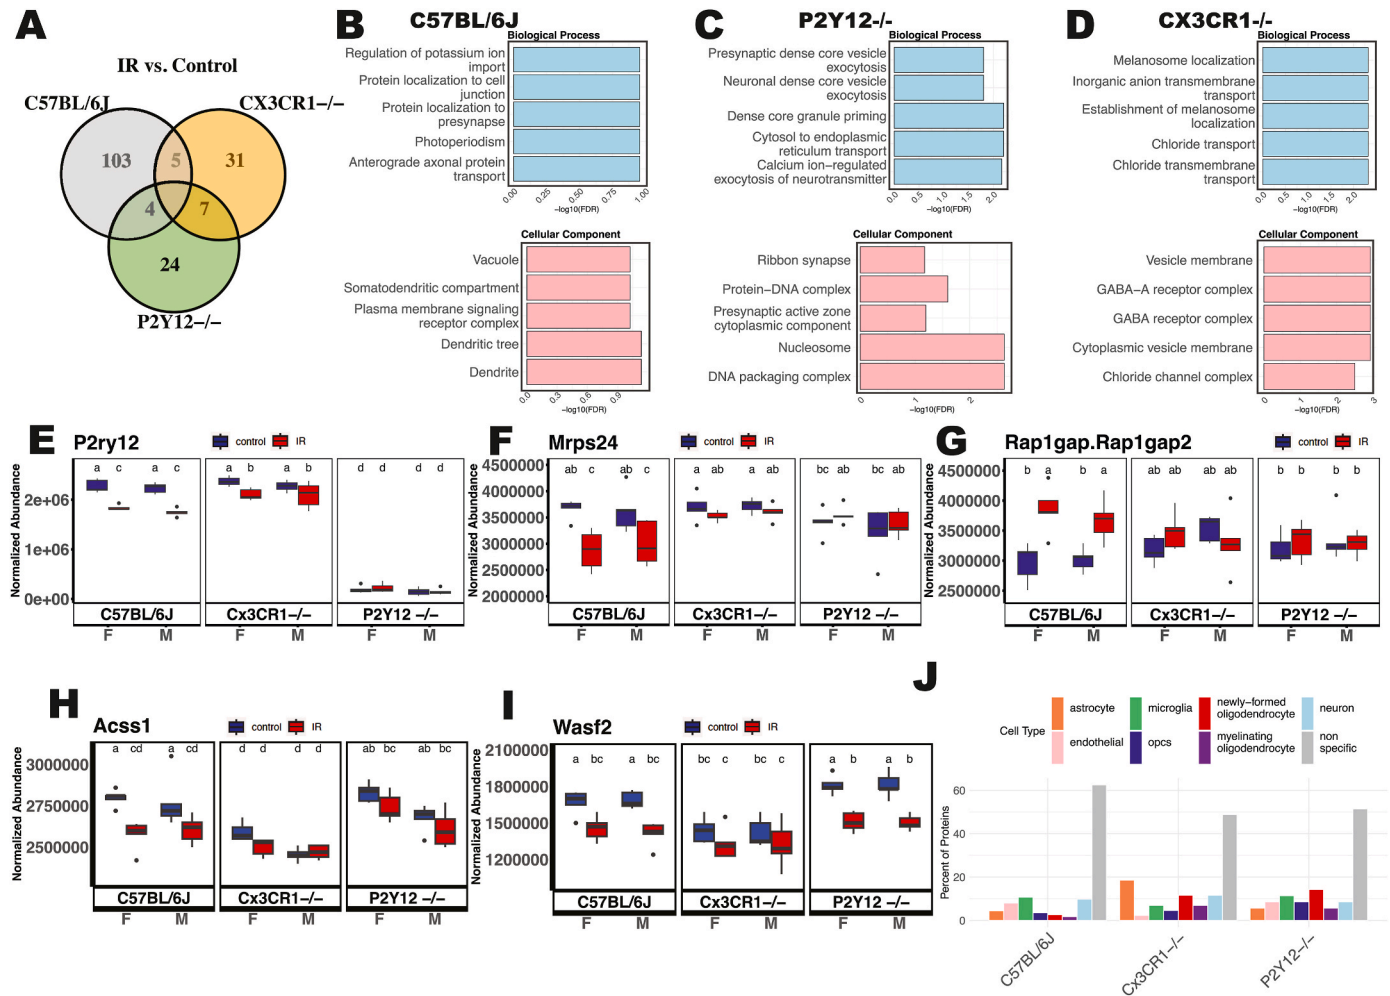 A
IR vs. Control
C57BL/6J
CX3CR1−/−
103
5
31
4
7
24
P2Y12−/−
B
C57BL/6J
Biological Process
Regulation of potassium ion
import
Protein localization to cell
junction
Protein localization to
presynapse
Photoperiodism
Anterograde axonal protein
transport
0.00 0.25 0.50 0.75 1.00
−log10(FDR)
Cellular Component
Vacuole
Somatodendritic compartment
Plasma membrane signaling
receptor complex
Dendritic tree
Dendrite
0.0 0.3 0.6 0.9
−log10(FDR)
C
P2Y12-/-
Biological Process
Presynaptic dense core vesicle
exocytosis
Neuronal dense core vesicle
exocytosis
Dense core granule priming
Cytosol to endoplasmic
reticulum transport
Calcium ion−regulated
exocytosis of neurotransmitter
0.0 0.5 1.0 1.5 2.0
−log10(FDR)
Cellular Component
Ribbon synapse
Protein−DNA complex
Presynaptic active zone
cytoplasmic component
Nucleosome
DNA packaging complex
0 1 2
−log10(FDR)
D
CX3CR1-/-
Biological Process
Melanosome localization
Inorganic anion transmembrane
transport
Establishment of melanosome
localization
Chloride transport
Chloride transmembrane
transport
0.0 0.5 1.0 1.5 2.0
−log10(FDR)
Cellular Component
Vesicle membrane
GABA−A receptor complex
GABA receptor complex
Cytoplasmic vesicle membrane
Chloride channel complex
0 1 2 3
−log10(FDR)
E
P2ry12
control IR
Normalized Abundance
2e+06
1e+06
0e+00
a c a c
a b a b
d d d d
C57BL/6J Cx3CR1−/− P2Y12 −/−
F M F M F M
F
Mrps24
control IR
Normalized Abundance
4500000
4000000
3500000
3000000
2500000
2000000
ab c ab c
a ab a ab
bc ab bc ab
C57BL/6J Cx3CR1−/− P2Y12 −/−
F M F M F M
G
Rap1gap.Rap1gap2
control IR
Normalized Abundance
4500000
4000000
3500000
3000000
2500000
b a b a
ab ab ab ab
b b b b
C57BL/6J Cx3CR1−/− P2Y12 −/−
F M F M F M
H
Acss1
control IR
Normalized Abundance
3000000
2750000
2500000
a cd a cd
d d d d
ab bc ab bc
C57BL/6J Cx3CR1−/− P2Y12 −/−
F M F M F M
I
Wasf2
control IR
Normalized Abundance
2100000
1800000
1500000
1200000
a bc a bc
bc c bc c
a b a b
C57BL/6J Cx3CR1−/− P2Y12 −/−
F M F M F M
J
Cell Type
astrocyte
endothelial
microglia
opcs
newly−formed
oligodendrocyte
myelinating
oligodendrocyte
neuron
non
specific
Percent of Proteins
60
40
20
0
C57BL/6J
Cx3CR1−/−
P2Y12−/−